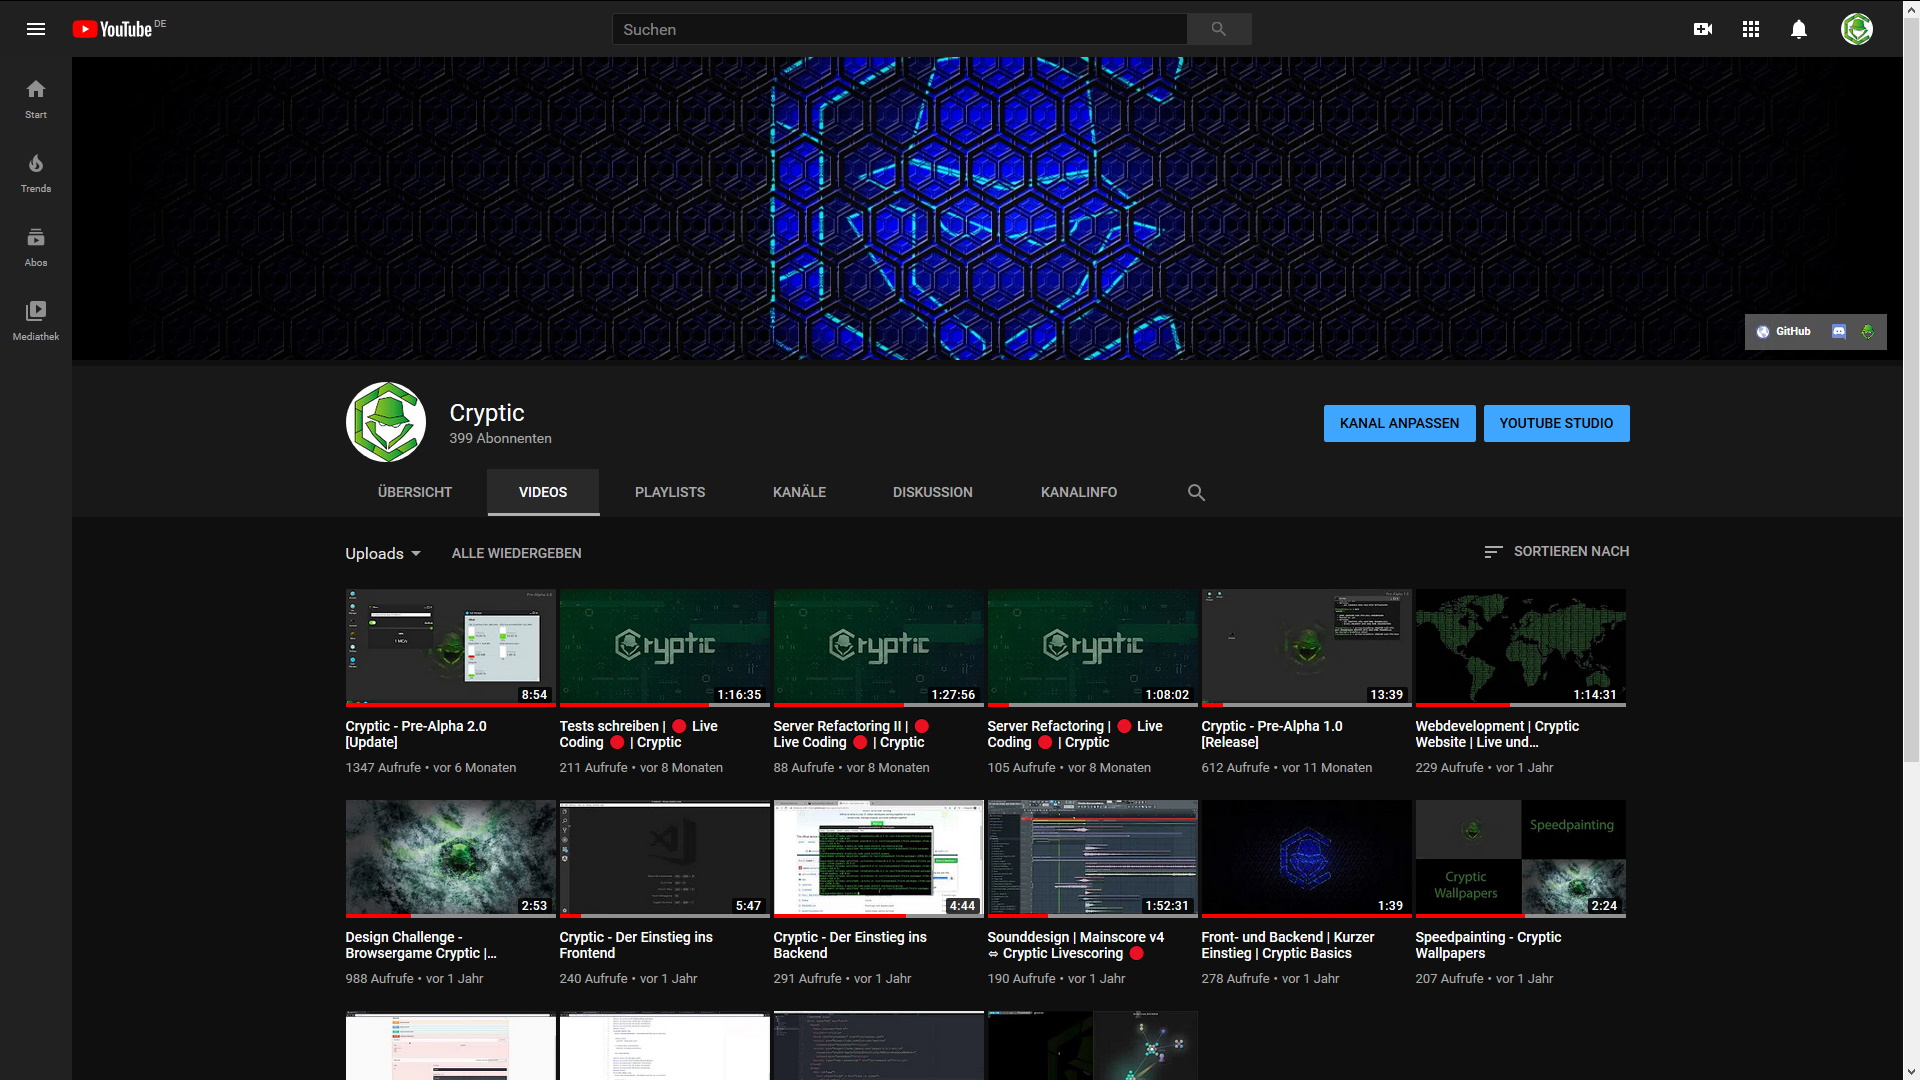 YouTube DE
Suchen
Start
Trends
Abos
Mediathek
GitHub
Cryptic
399 Abonnenten
KANAL ANPASSEN
YOUTUBE STUDIO
ÜBERSICHT
VIDEOS
PLAYLISTS
KANÄLE
DISKUSSION
KANALINFO
Uploads
ALLE WIEDERGEBEN
SORTIEREN NACH
8:54
Cryptic
1:16:35
Cryptic
1:27:56
Cryptic
1:08:02
13:39
1:14:31
Cryptic - Pre-Alpha 2.0
[Update]
1347 Aufrufe • vor 6 Monaten
Tests schreiben | 🔴 Live
Coding 🔴 | Cryptic
211 Aufrufe • vor 8 Monaten
Server Refactoring II | 🔴
Live Coding 🔴 | Cryptic
88 Aufrufe • vor 8 Monaten
Server Refactoring | 🔴 Live
Coding 🔴 | Cryptic
105 Aufrufe • vor 8 Monaten
Cryptic - Pre-Alpha 1.0
[Release]
612 Aufrufe • vor 11 Monaten
Webdevelopment | Cryptic
Website | Live und...
229 Aufrufe • vor 1 Jahr
2:53
5:47
4:44
1:52:31
1:39
Speedpainting
Cryptic
Wallpapers
2:24
Design Challenge -
Browsergame Cryptic |...
988 Aufrufe • vor 1 Jahr
Cryptic - Der Einstieg ins
Frontend
240 Aufrufe • vor 1 Jahr
Cryptic - Der Einstieg ins
Backend
291 Aufrufe • vor 1 Jahr
Sounddesign | Mainscore v4
⇔ Cryptic Livescoring 🔴
190 Aufrufe • vor 1 Jahr
Front- und Backend | Kurzer
Einstieg | Cryptic Basics
278 Aufrufe • vor 1 Jahr
Speedpainting - Cryptic
Wallpapers
207 Aufrufe • vor 1 Jahr